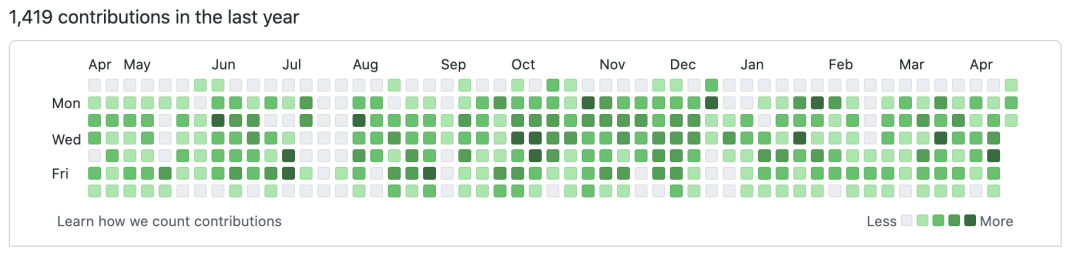 1,419 contributions in the last year
Apr May Jun Jul Aug Sep Oct Nov Dec Jan Feb Mar Apr
Mon
Wed
Fri
Learn how we count contributions Less More